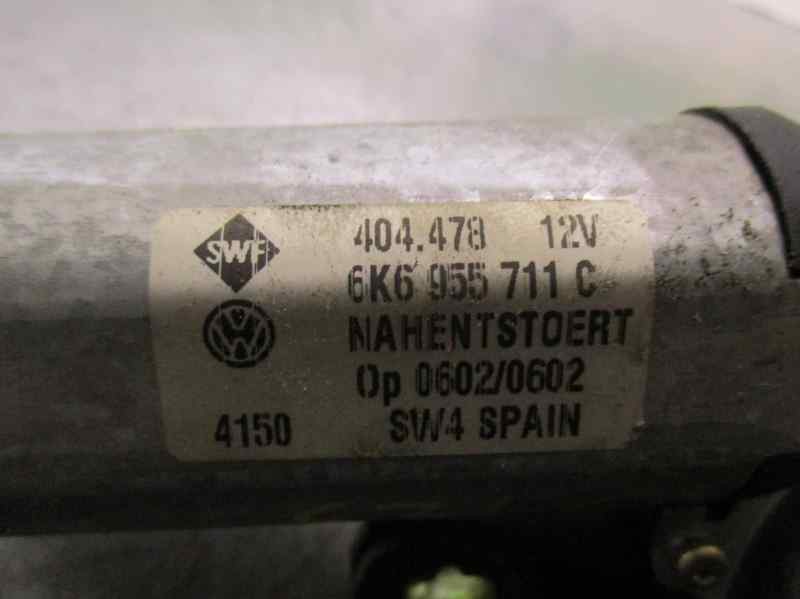 SWF 404.478 12V
6K6 955 711 C
NAHENTSTOERT
Op 0602/0602
4150 SW4 SPAIN